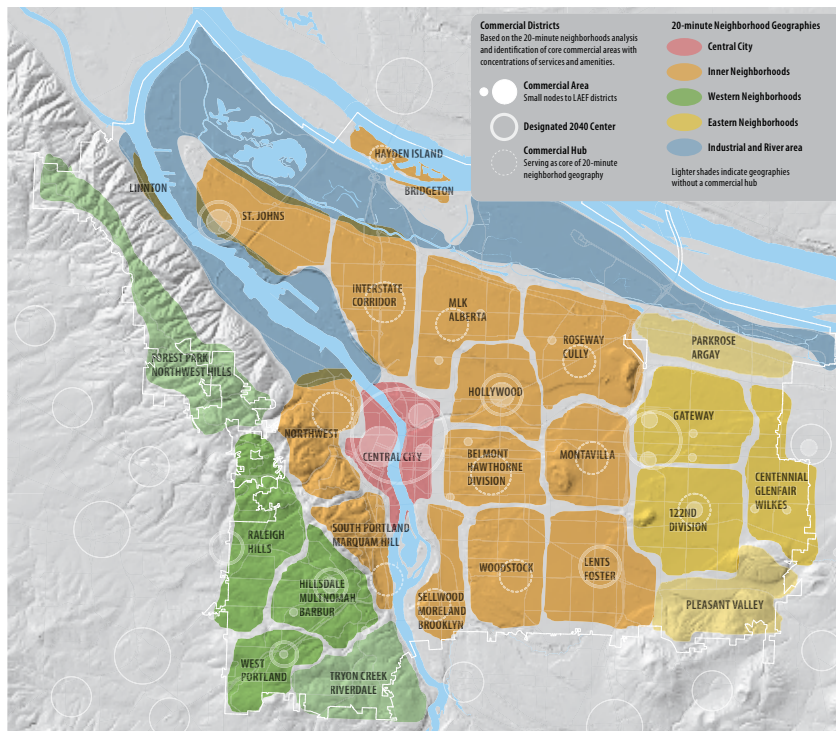 Commercial Districts
Based on the 20-minute neighborhoods analysis
and identification of core commercial areas with
concentrations of services and amenities.
Commercial Area
Small nodes to LAEF districts
Designated 2040 Center
Commercial Hub
Serving as core of 20-minute
neighborhod geography
20-minute Neighborhood Geographies
Central City
Inner Neighborhoods
Western Neighborhoods
Eastern Neighborhoods
Industrial and River area
Lighter shades indicate geographies
without a commercial hub
HAYDEN ISLAND
BRIDGETON
LINNTON
ST. JOHNS
INTERSTATE
CORRIDOR
MLK
ALBERTA
ROSEWAY
CULLY
PARKROSE
ARGAY
FOREST PARK
NORTHWEST HILLS
HOLLYWOOD
GATEWAY
NORTHWEST
CENTRAL CITY
BELMONT
HAWTHORNE
DIVISION
MONTAVILLA
CENTENNIAL
GLENFAIR
WILKES
122ND
DIVISION
SOUTH PORTLAND
MARQUAM HILL
RALEIGH
HILLS
WOODSTOCK
LENTS
FOSTER
HILLSDALE
MULTNOMAH
BARBUR
SELLWOOD
MORELAND
BROOKLYN
PLEASANT VALLEY
WEST
PORTLAND
TRYON CREEK
RIVERDALE